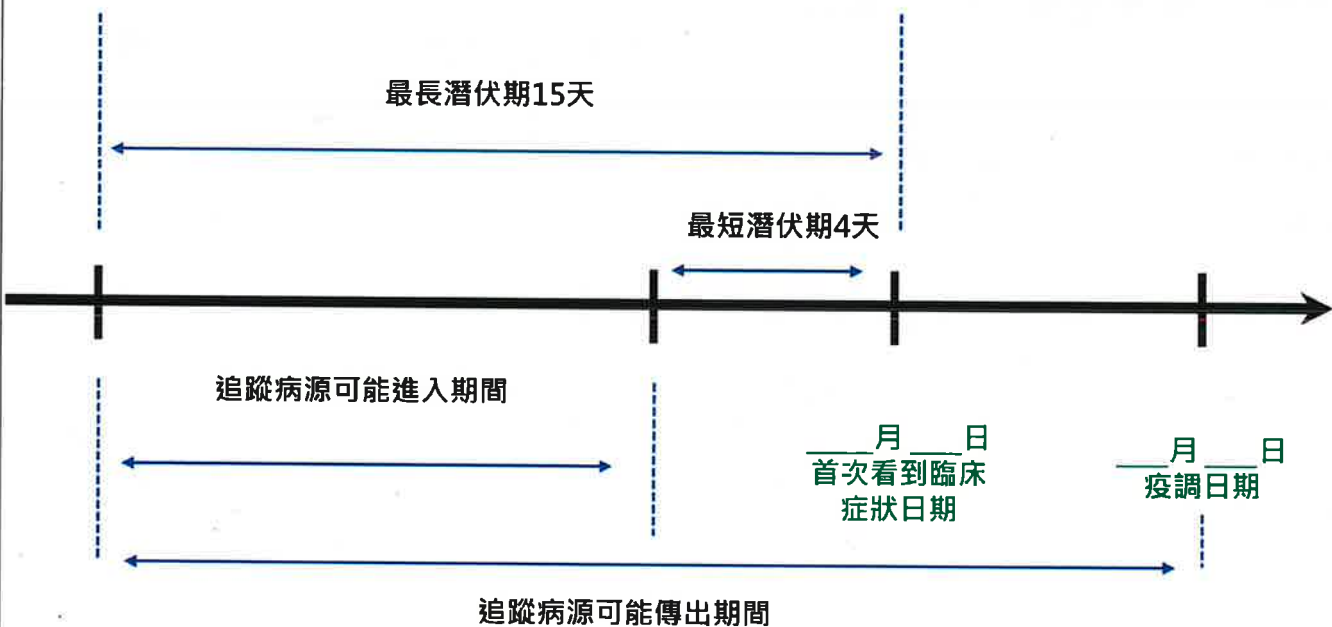 最長潛伏期15天
最短潛伏期4天
追蹤病源可能進入期間
____月 ___日
首次看到臨床
症狀日期
___月 ___日
疫調日期
追蹤病源可能傳出期間